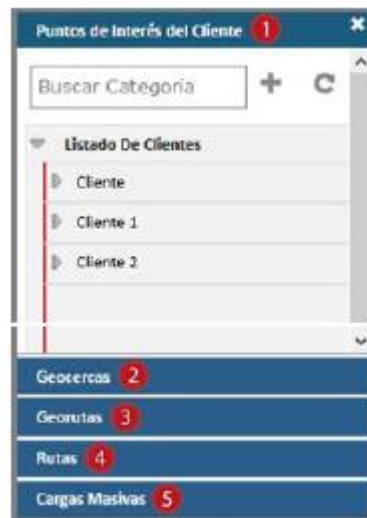 Puntos de Interés del Cliente 1
Buscar Categoría
Listado De Clientes
Cliente
Cliente 1
Cliente 2
Geocercas 2
Georutas 3
Rutas 4
Cargas Masivas 5